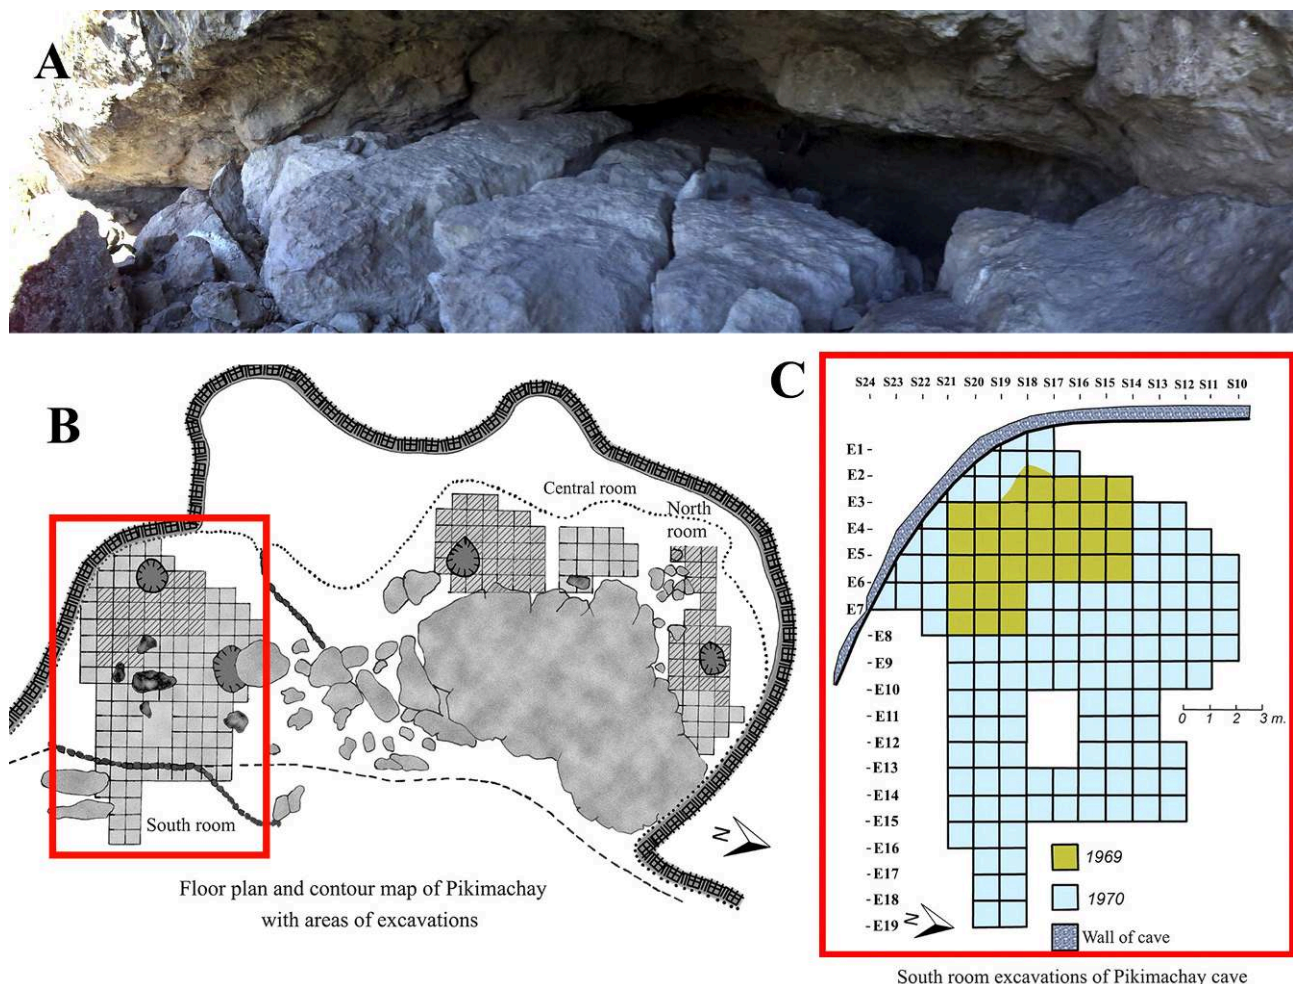 A
B
Central room
North
room
South room
N
Floor plan and contour map of Pikimachay
with areas of excavations
C
S24 S23 S22 S21 S20 S19 S18 S17 S16 S15 S14 S13 S12 S11 S10
E1
E2
E3
E4
E5
E6
E7
E8
E9
E10
E11
0 1 2 3 m.
E12
E13
E14
E15
E16
1969
E17
E18
1970
E19
N
Wall of cave
South room excavations of Pikimachay cave